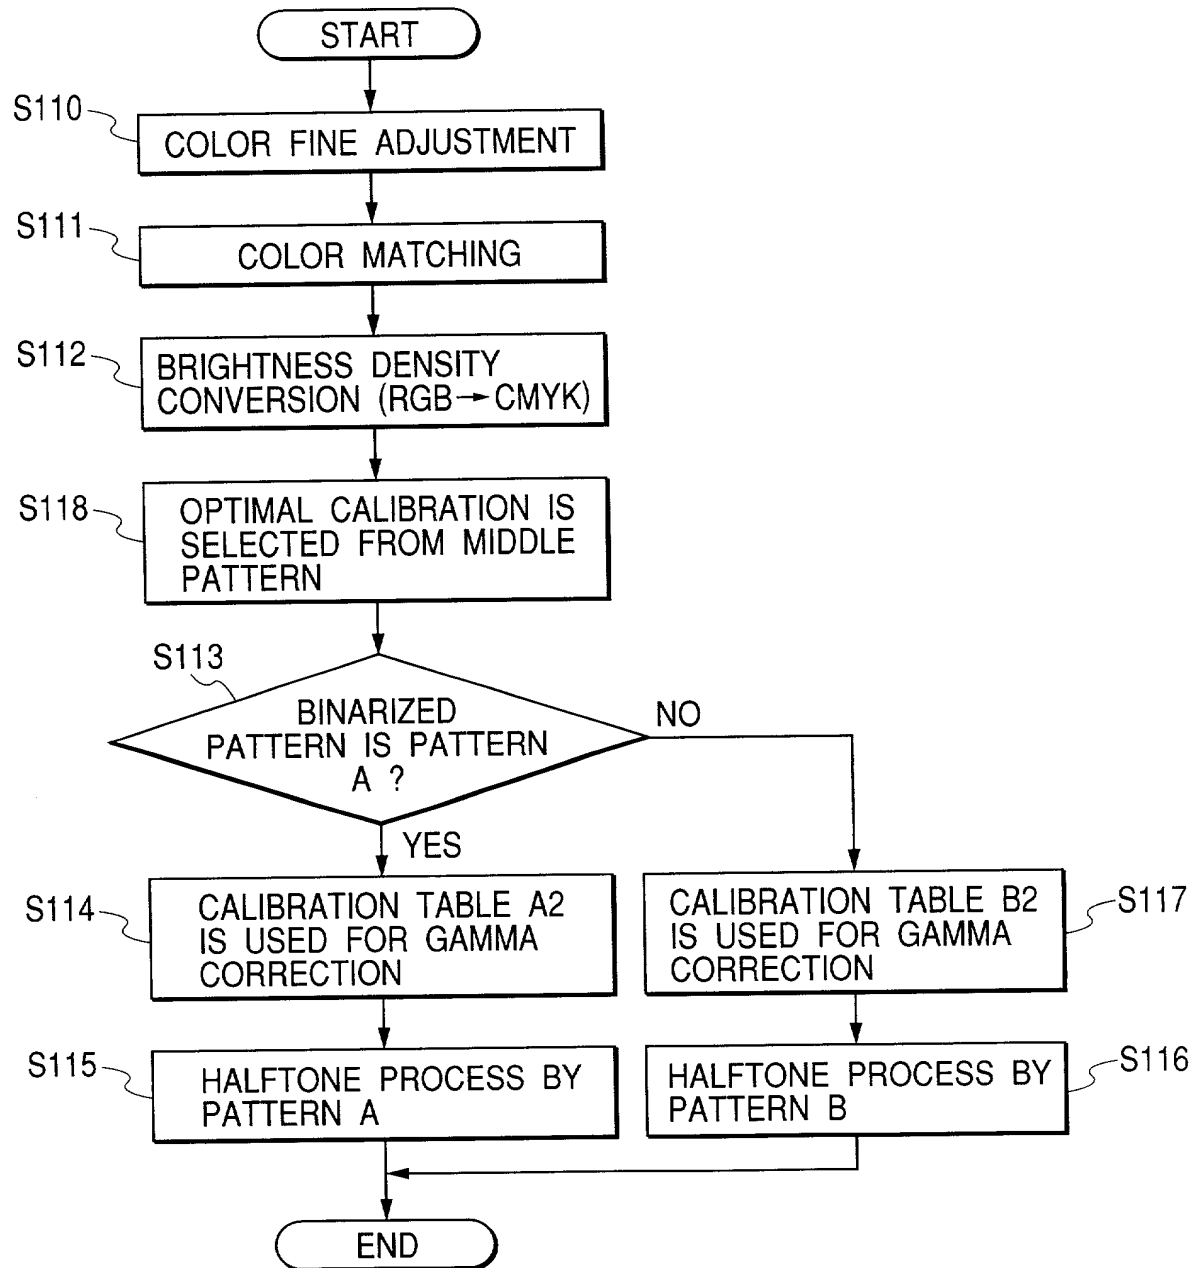 START
S110
COLOR FINE ADJUSTMENT
S111
COLOR MATCHING
S112
BRIGHTNESS DENSITY
CONVERSION (RGB→CMYK)
S118
OPTIMAL CALIBRATION IS
SELECTED FROM MIDDLE
PATTERN
S113
BINARIZED
PATTERN IS PATTERN
A ?
NO
YES
S114
CALIBRATION TABLE A2
IS USED FOR GAMMA
CORRECTION
CALIBRATION TABLE B2
IS USED FOR GAMMA
CORRECTION
S117
S115
HALFTONE PROCESS BY
PATTERN A
HALFTONE PROCESS BY
PATTERN B
S116
END